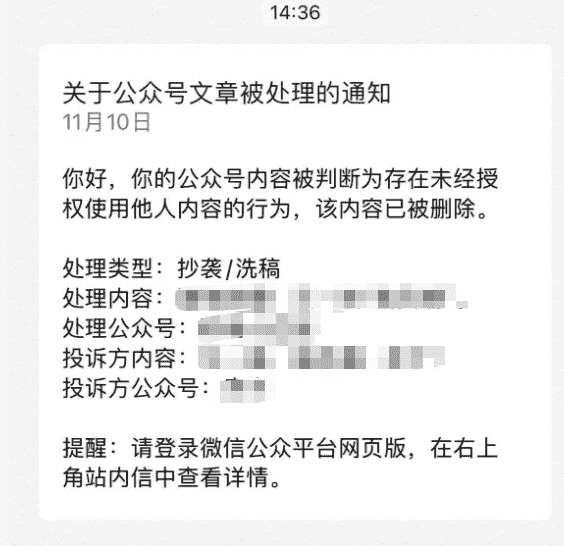 14:36
关于公众号文章被处理的通知
11月10日
你好，你的公众号内容被判断为存在未经授
权使用他人内容的行为，该内容已被删除。
处理类型：抄袭/洗稿
处理内容：
处理公众号：
投诉方内容：
投诉方公众号：
提醒：请登录微信公众平台网页版，在右上
角站内信中查看详情。